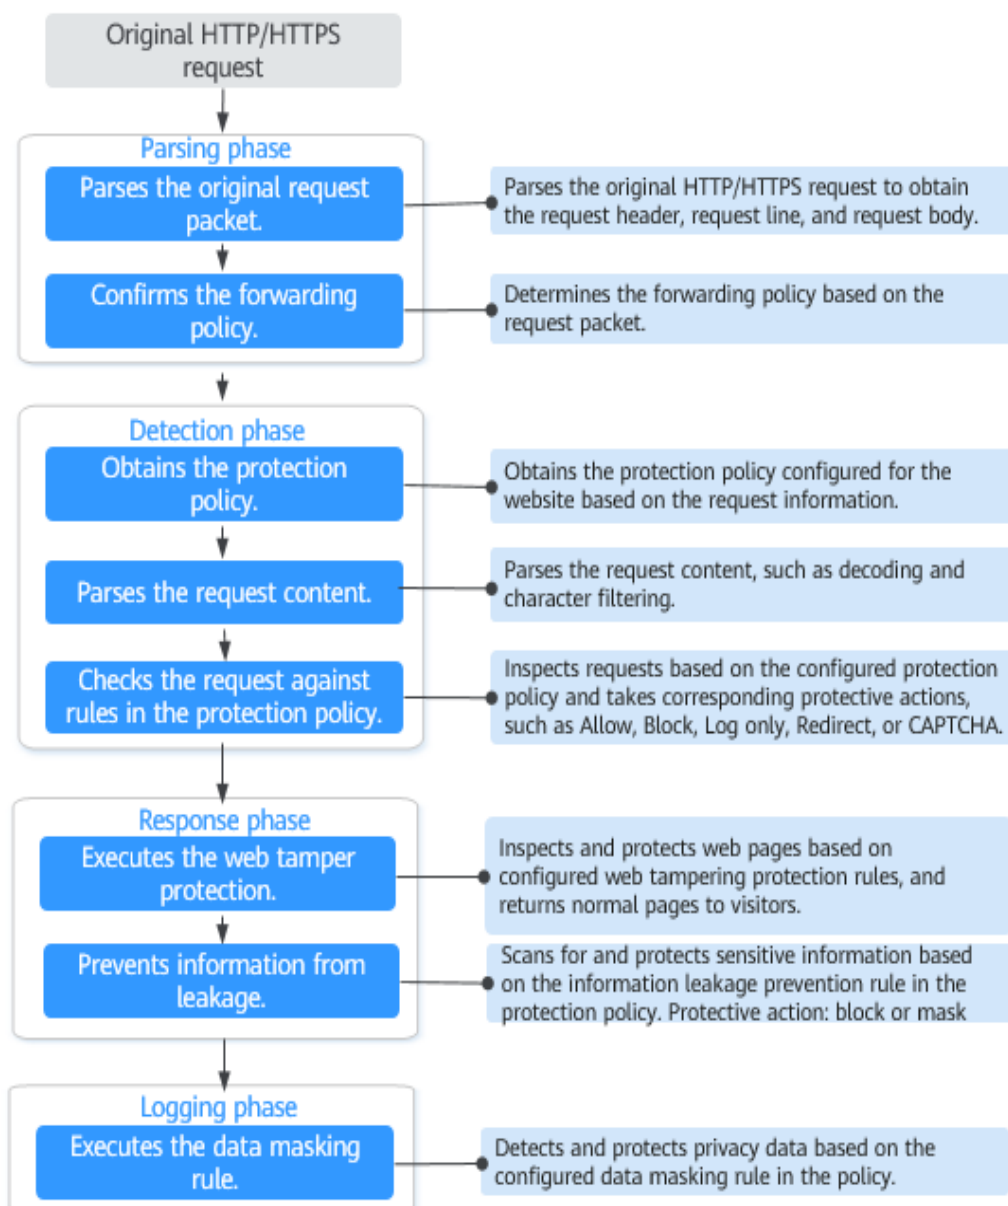 Original HTTP/HTTPS
request
Parsing phase
Parses the original request
packet.
Parses the original HTTP/HTTPS request to obtain
the request header, request line, and request body.
Confirms the forwarding
policy.
Determines the forwarding policy based on the
request packet.
Detection phase
Obtains the protection
policy.
Obtains the protection policy configured for the
website based on the request information.
Parses the request content.
Parses the request content, such as decoding and
character filtering.
Checks the request against
rules in the protection policy.
Inspects requests based on the configured protection
policy and takes corresponding protective actions,
such as Allow, Block, Log only, Redirect, or CAPTCHA.
Response phase
Executes the web tamper
protection.
Inspects and protects web pages based on
configured web tampering protection rules, and
returns normal pages to visitors.
Prevents information from
leakage.
Scans for and protects sensitive information based
on the information leakage prevention rule in the
protection policy. Protective action: block or mask
Logging phase
Executes the data masking
rule.
Detects and protects privacy data based on the
configured data masking rule in the policy.